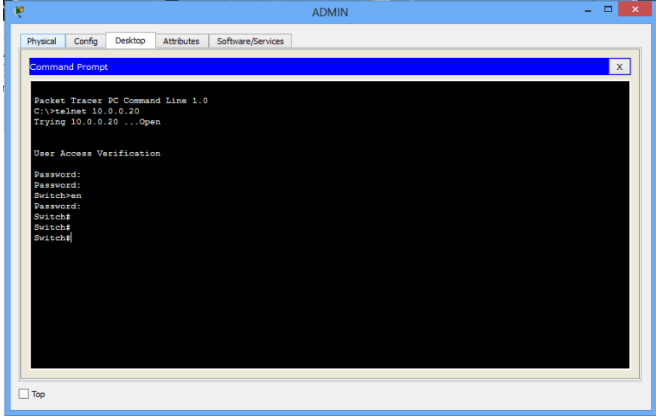 ADMIN
Physical Config Desktop Attributes Software/Services
Command Prompt X
Packet Tracer PC Command Line 1.0
C:\>telnet 10.0.0.20
Trying 10.0.0.20 ...Open
User Access Verification
Password:
Password:
Switch>en
Password:
Switch#
Switch#
Switch#
Top